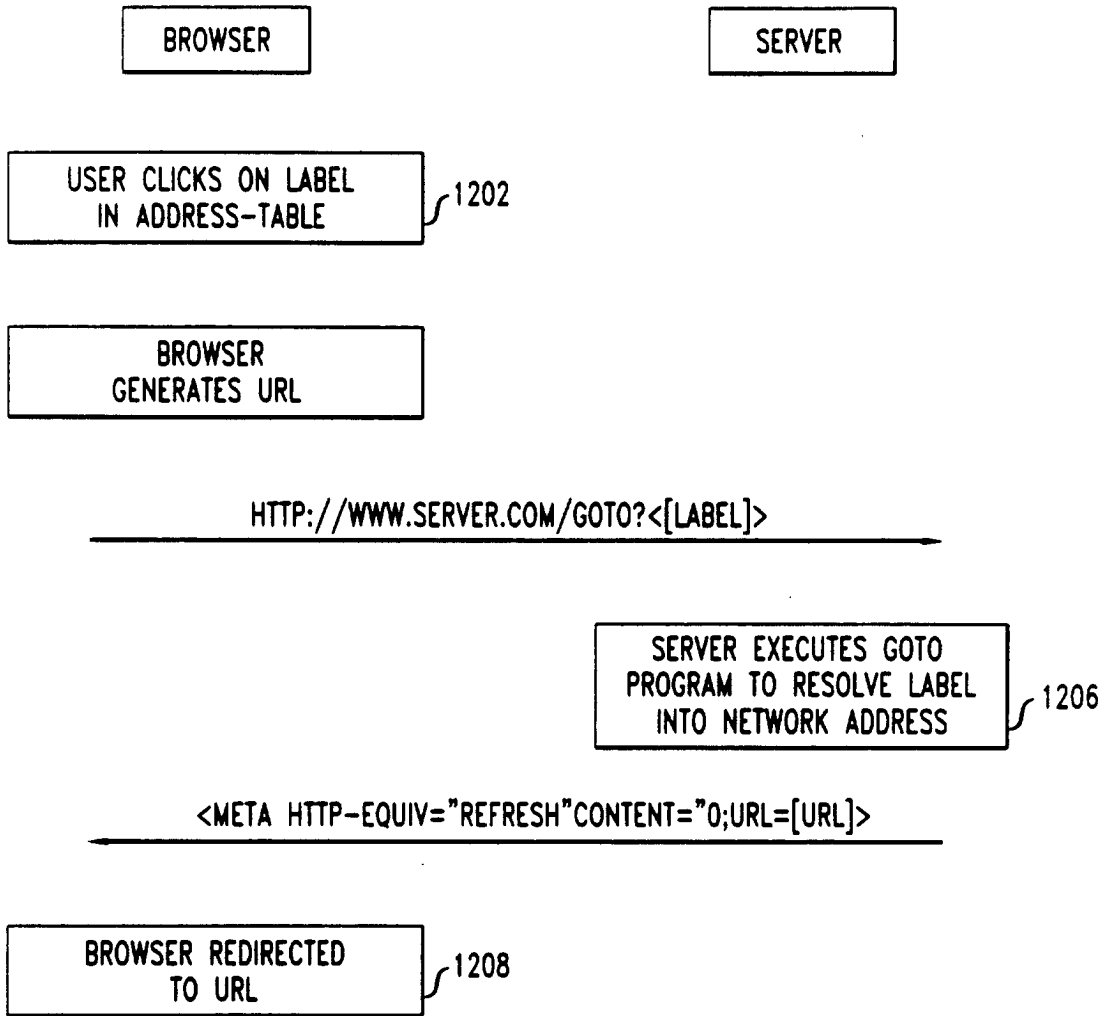 BROWSER
SERVER
USER CLICKS ON LABEL
IN ADDRESS-TABLE
1202
BROWSER
GENERATES URL
HTTP://WWW.SERVER.COM/GOTO?<[LABEL]>
SERVER EXECUTES GOTO
PROGRAM TO RESOLVE LABEL
INTO NETWORK ADDRESS
1206
<META HTTP-EQUIV="REFRESH"CONTENT="0;URL=[URL]>
BROWSER REDIRECTED
TO URL
1208